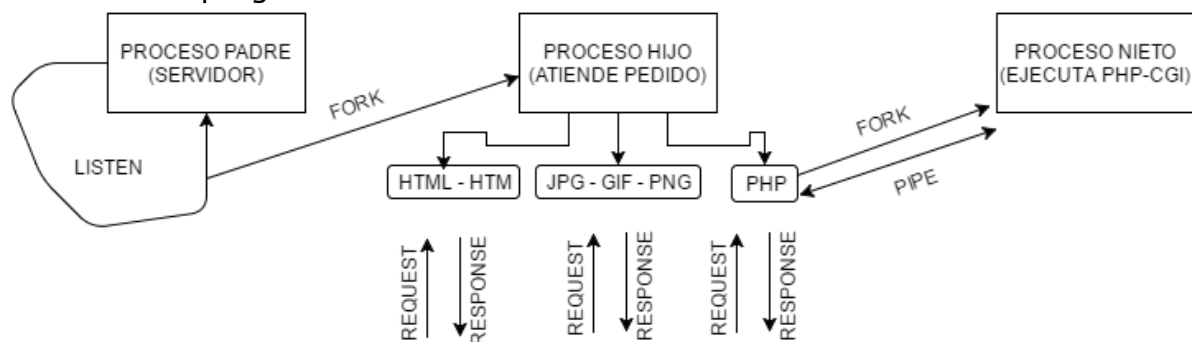 PROCESO PADRE
(SERVIDOR)
PROCESO HIJO
(ATIENDE PEDIDO)
PROCESO NIETO
(EJECUTA PHP-CGI)
FORK
FORK
LISTEN
HTML - HTM
JPG - GIF - PNG
PHP
PIPE
REQUEST
RESPONSE
REQUEST
RESPONSE
REQUEST
RESPONSE